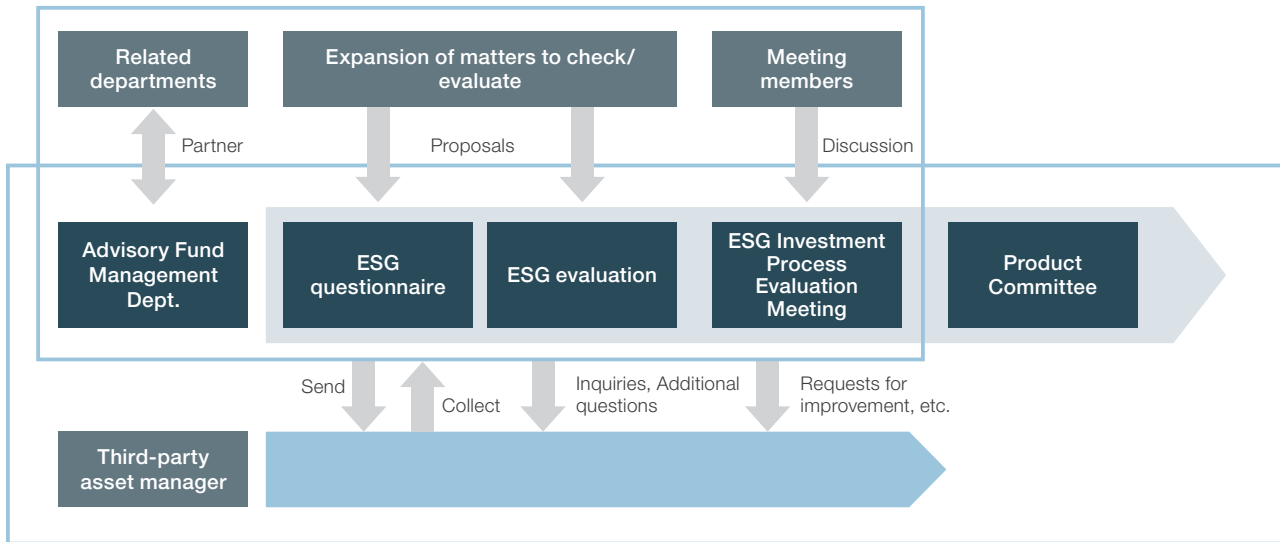 Related
departments
Expansion of matters to check/
evaluate
Meeting
members
Partner
Proposals
Discussion
Advisory Fund
Management
Dept.
ESG
questionnaire
ESG evaluation
ESG Investment
Process
Evaluation
Meeting
Product
Committee
Send
Collect
Inquiries, Additional
questions
Requests for
improvement, etc.
Third-party
asset manager